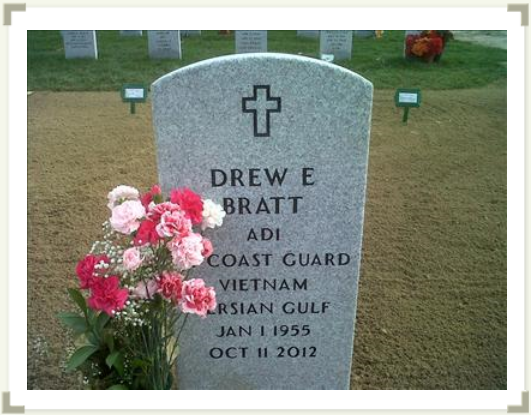 DREW E
BRATT
ADI
COAST GUARD
VIETNAM
ERSIAN GULF
JAN 1 1955
OCT 11 2012